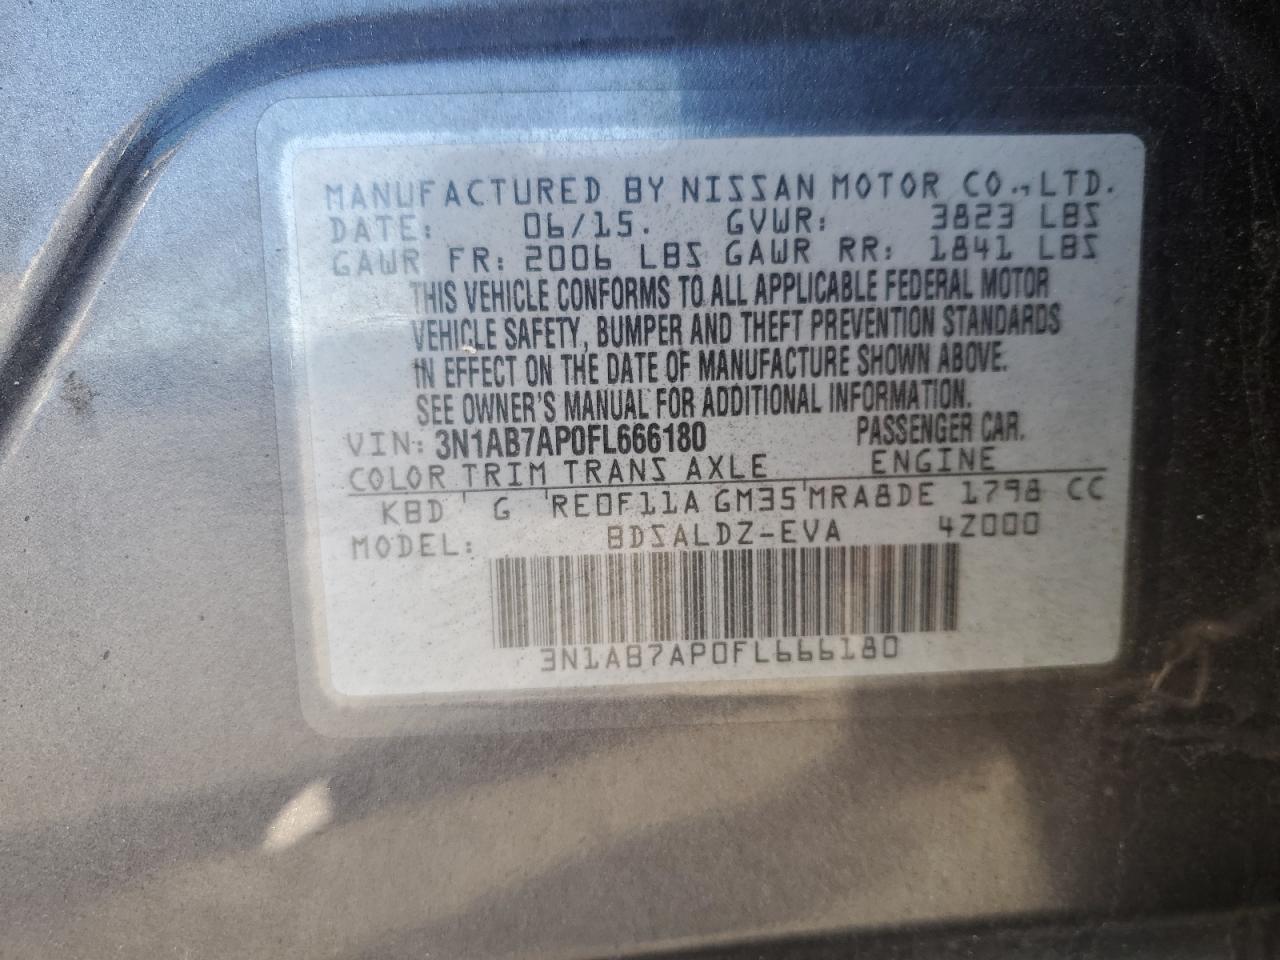 MANUFACTURED BY NISSAN MOTOR CO., LTD.
DATE: 06/15. GVWR: 3823 LBS
GAWR FR: 2006 LBS GAWR RR: 1841 LBS
THIS VEHICLE CONFORMS TO ALL APPLICABLE FEDERAL MOTOR
VEHICLE SAFETY, BUMPER AND THEFT PREVENTION STANDARDS
IN EFFECT ON THE DATE OF MANUFACTURE SHOWN ABOVE.
SEE OWNER'S MANUAL FOR ADDITIONAL INFORMATION.
VIN: 3N1AB7AP0FL666180 PASSENGER CAR.
COLOR TRIM TRANS AXLE ENGINE
KBD G RE0F11A GM35 MRA8DE 1798 CC
MODEL: BDSALDZ-EVA 4Z000
3N1AB7AP0FL666180